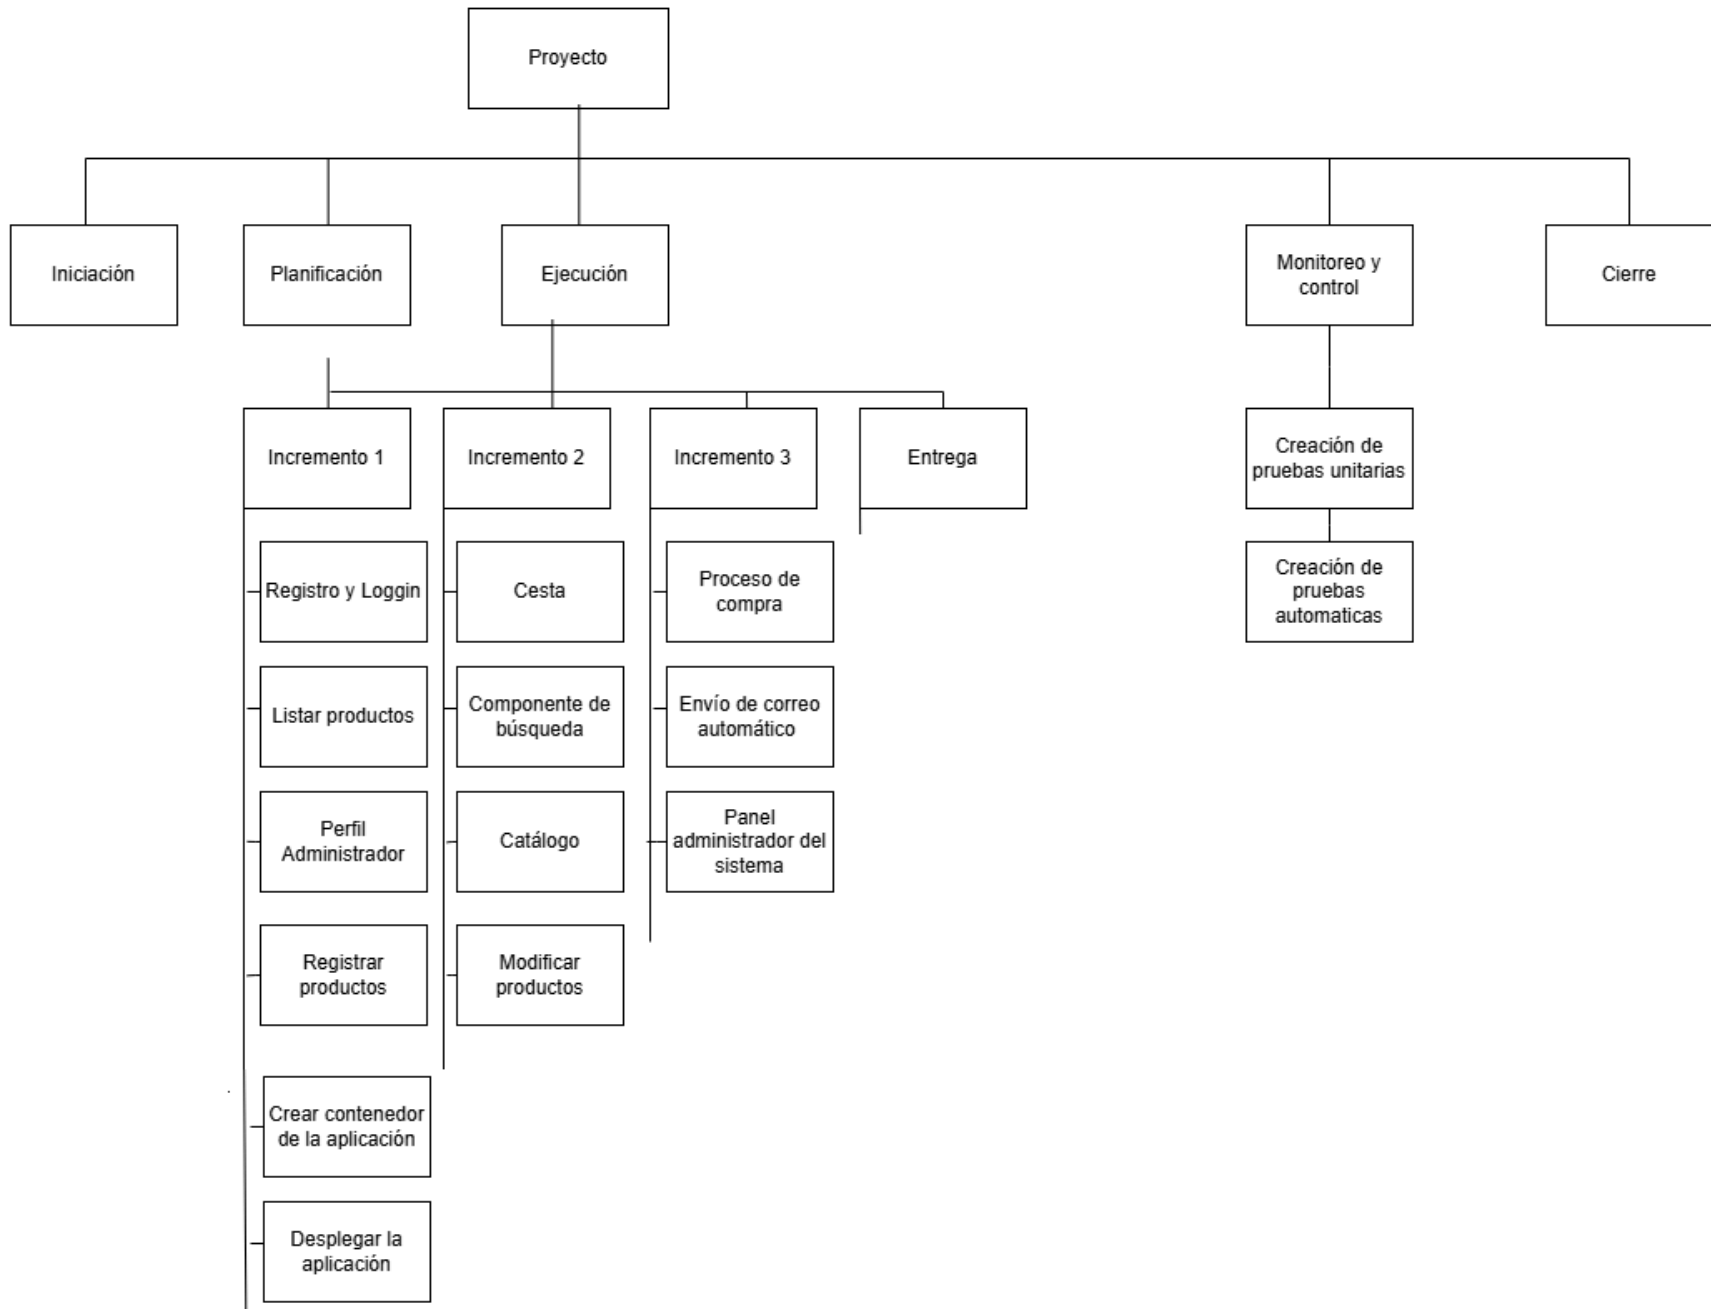 Proyecto
Iniciación
Planificación
Ejecución
Monitoreo y
control
Cierre
Incremento 1
Incremento 2
Incremento 3
Entrega
Creación de
pruebas unitarias
Registro y Loggin
Cesta
Proceso de
compra
Creación de
pruebas
automaticas
Listar productos
Componente de
búsqueda
Envío de correo
automático
Perfil
Administrador
Catálogo
Panel
administrador del
sistema
Registrar
productos
Modificar
productos
Crear contenedor
de la aplicación
Desplegar la
aplicación